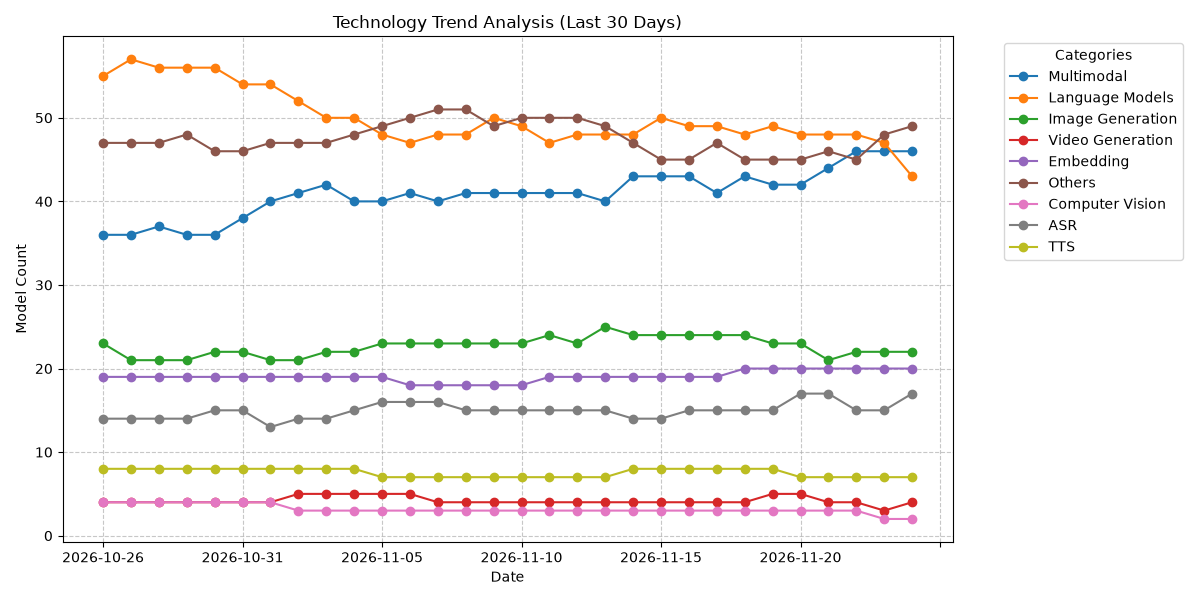 Technology Trend Analysis (Last 30 Days)
Model Count
50
40
30
20
10
0
2026-10-26
2026-10-31
2026-11-05
2026-11-10
2026-11-15
2026-11-20
Date
Categories
Multimodal
Language Models
Image Generation
Video Generation
Embedding
Others
Computer Vision
ASR
TTS